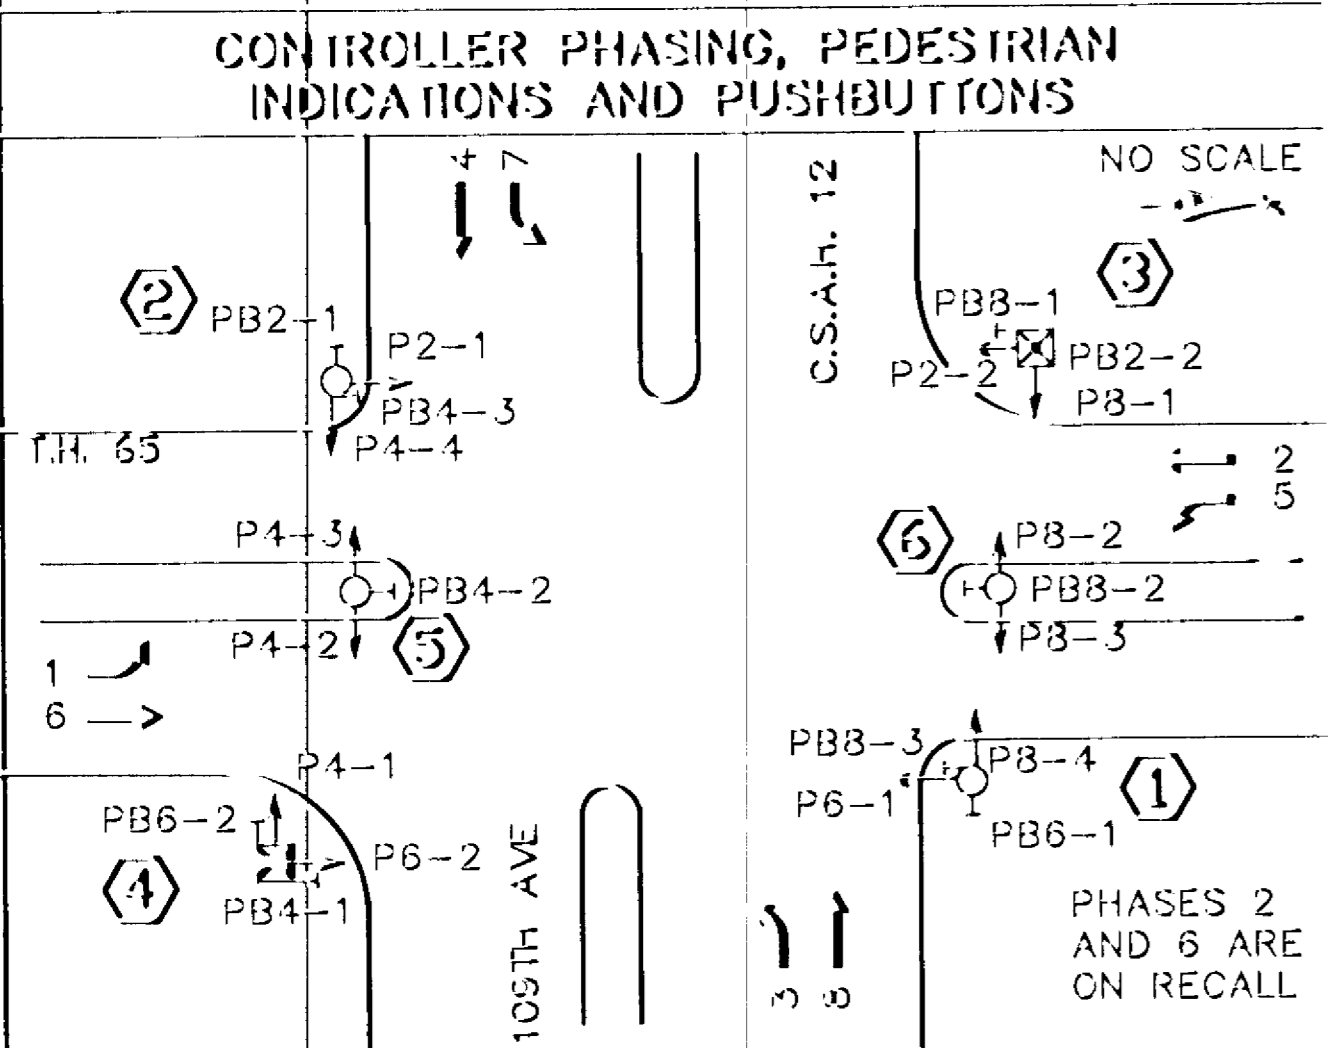 CONTROLLER PHASING, PEDESTRIAN
INDICATIONS AND PUSHBUTTONS
NO SCALE
4
7
C.S.A.H. 12
3
2
PB2-1
P2-1
PB4-3
P4-4
PB8-1
PB2-2
P2-2
P8-1
T.H. 65
2
5
P4-3
PB4-2
P4-2
5
6
P8-2
PB8-2
P8-3
1
6
P4-1
PB6-2
P6-2
4
PB4-1
PB8-3
P8-4
P6-1
PB6-1
1
109TH AVE
3
8
PHASES 2
AND 6 ARE
ON RECALL